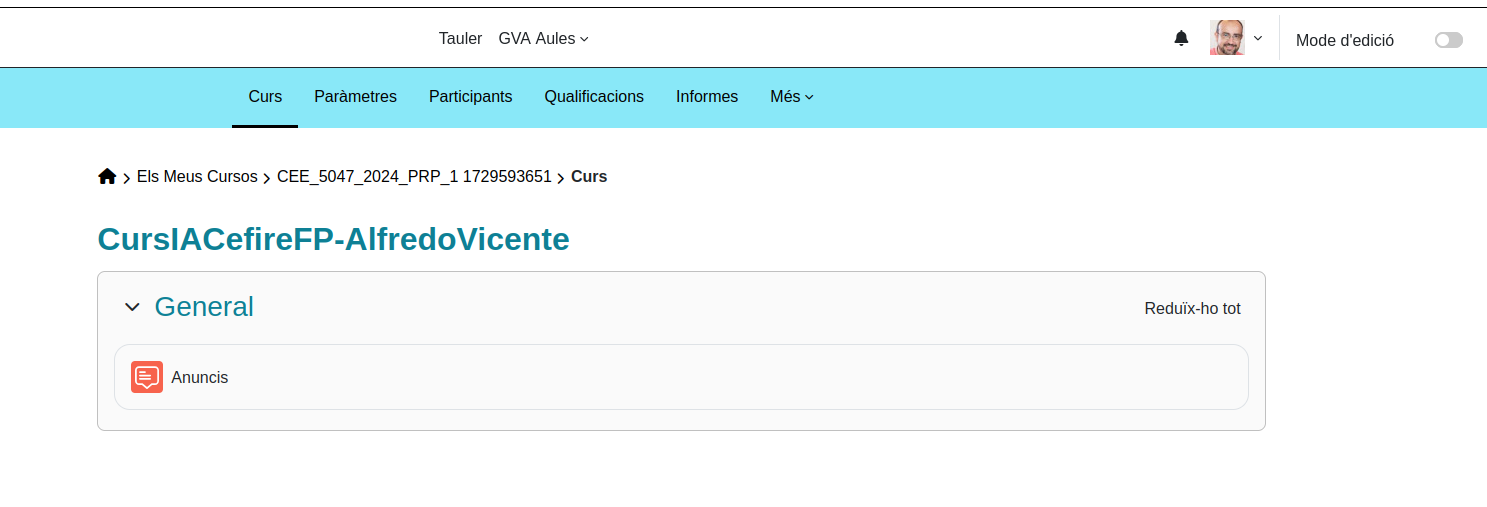 Tauler GVA Aules Mode d'edició
Curs Paràmetres Participants Qualificacions Informes Més
Els Meus Cursos CEE_5047_2024_PRP_1 1729593651 Curs
CursIACefireFP-AlfredoVicente
General Reduïx-ho tot
Anuncis